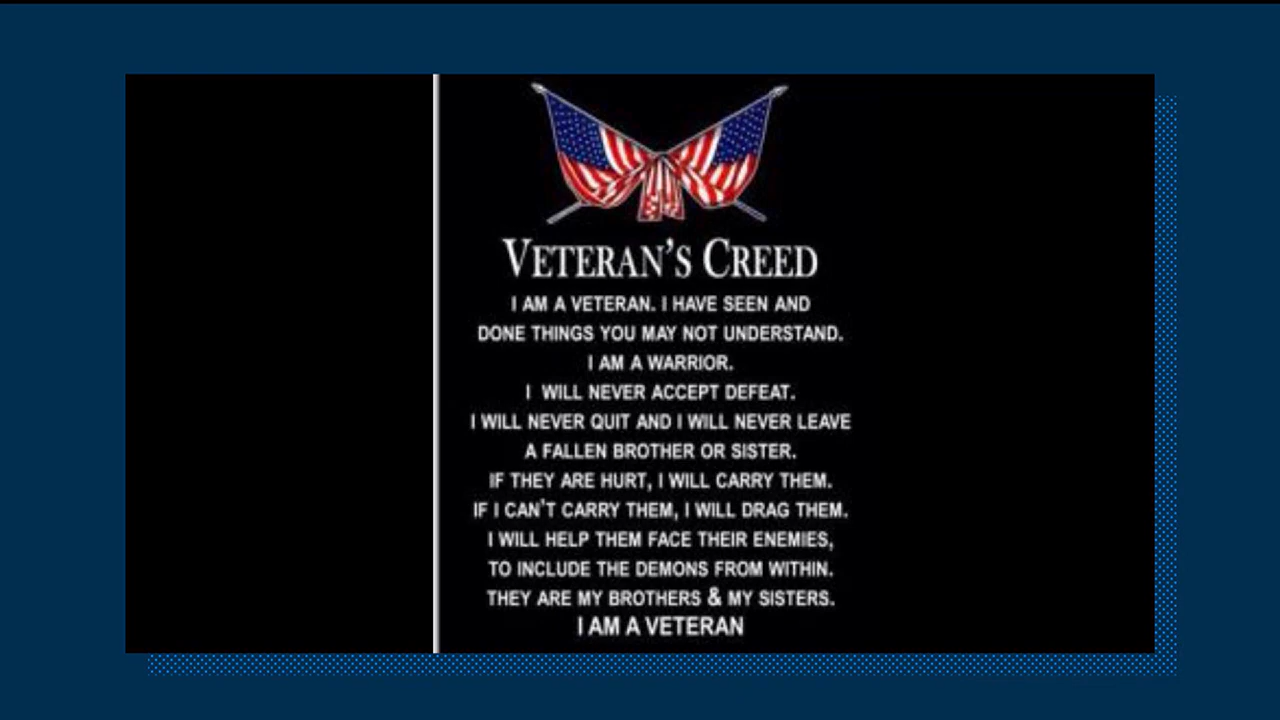 VETERAN'S CREED
I AM A VETERAN. I HAVE SEEN AND
DONE THINGS YOU MAY NOT UNDERSTAND.
I AM A WARRIOR.
I WILL NEVER ACCEPT DEFEAT.
I WILL NEVER QUIT AND I WILL NEVER LEAVE
A FALLEN BROTHER OR SISTER.
IF THEY ARE HURT, I WILL CARRY THEM.
IF I CAN'T CARRY THEM, I WILL DRAG THEM.
I WILL HELP THEM FACE THEIR ENEMIES,
TO INCLUDE THE DEMONS FROM WITHIN.
THEY ARE MY BROTHERS & MY SISTERS.
I AM A VETERAN